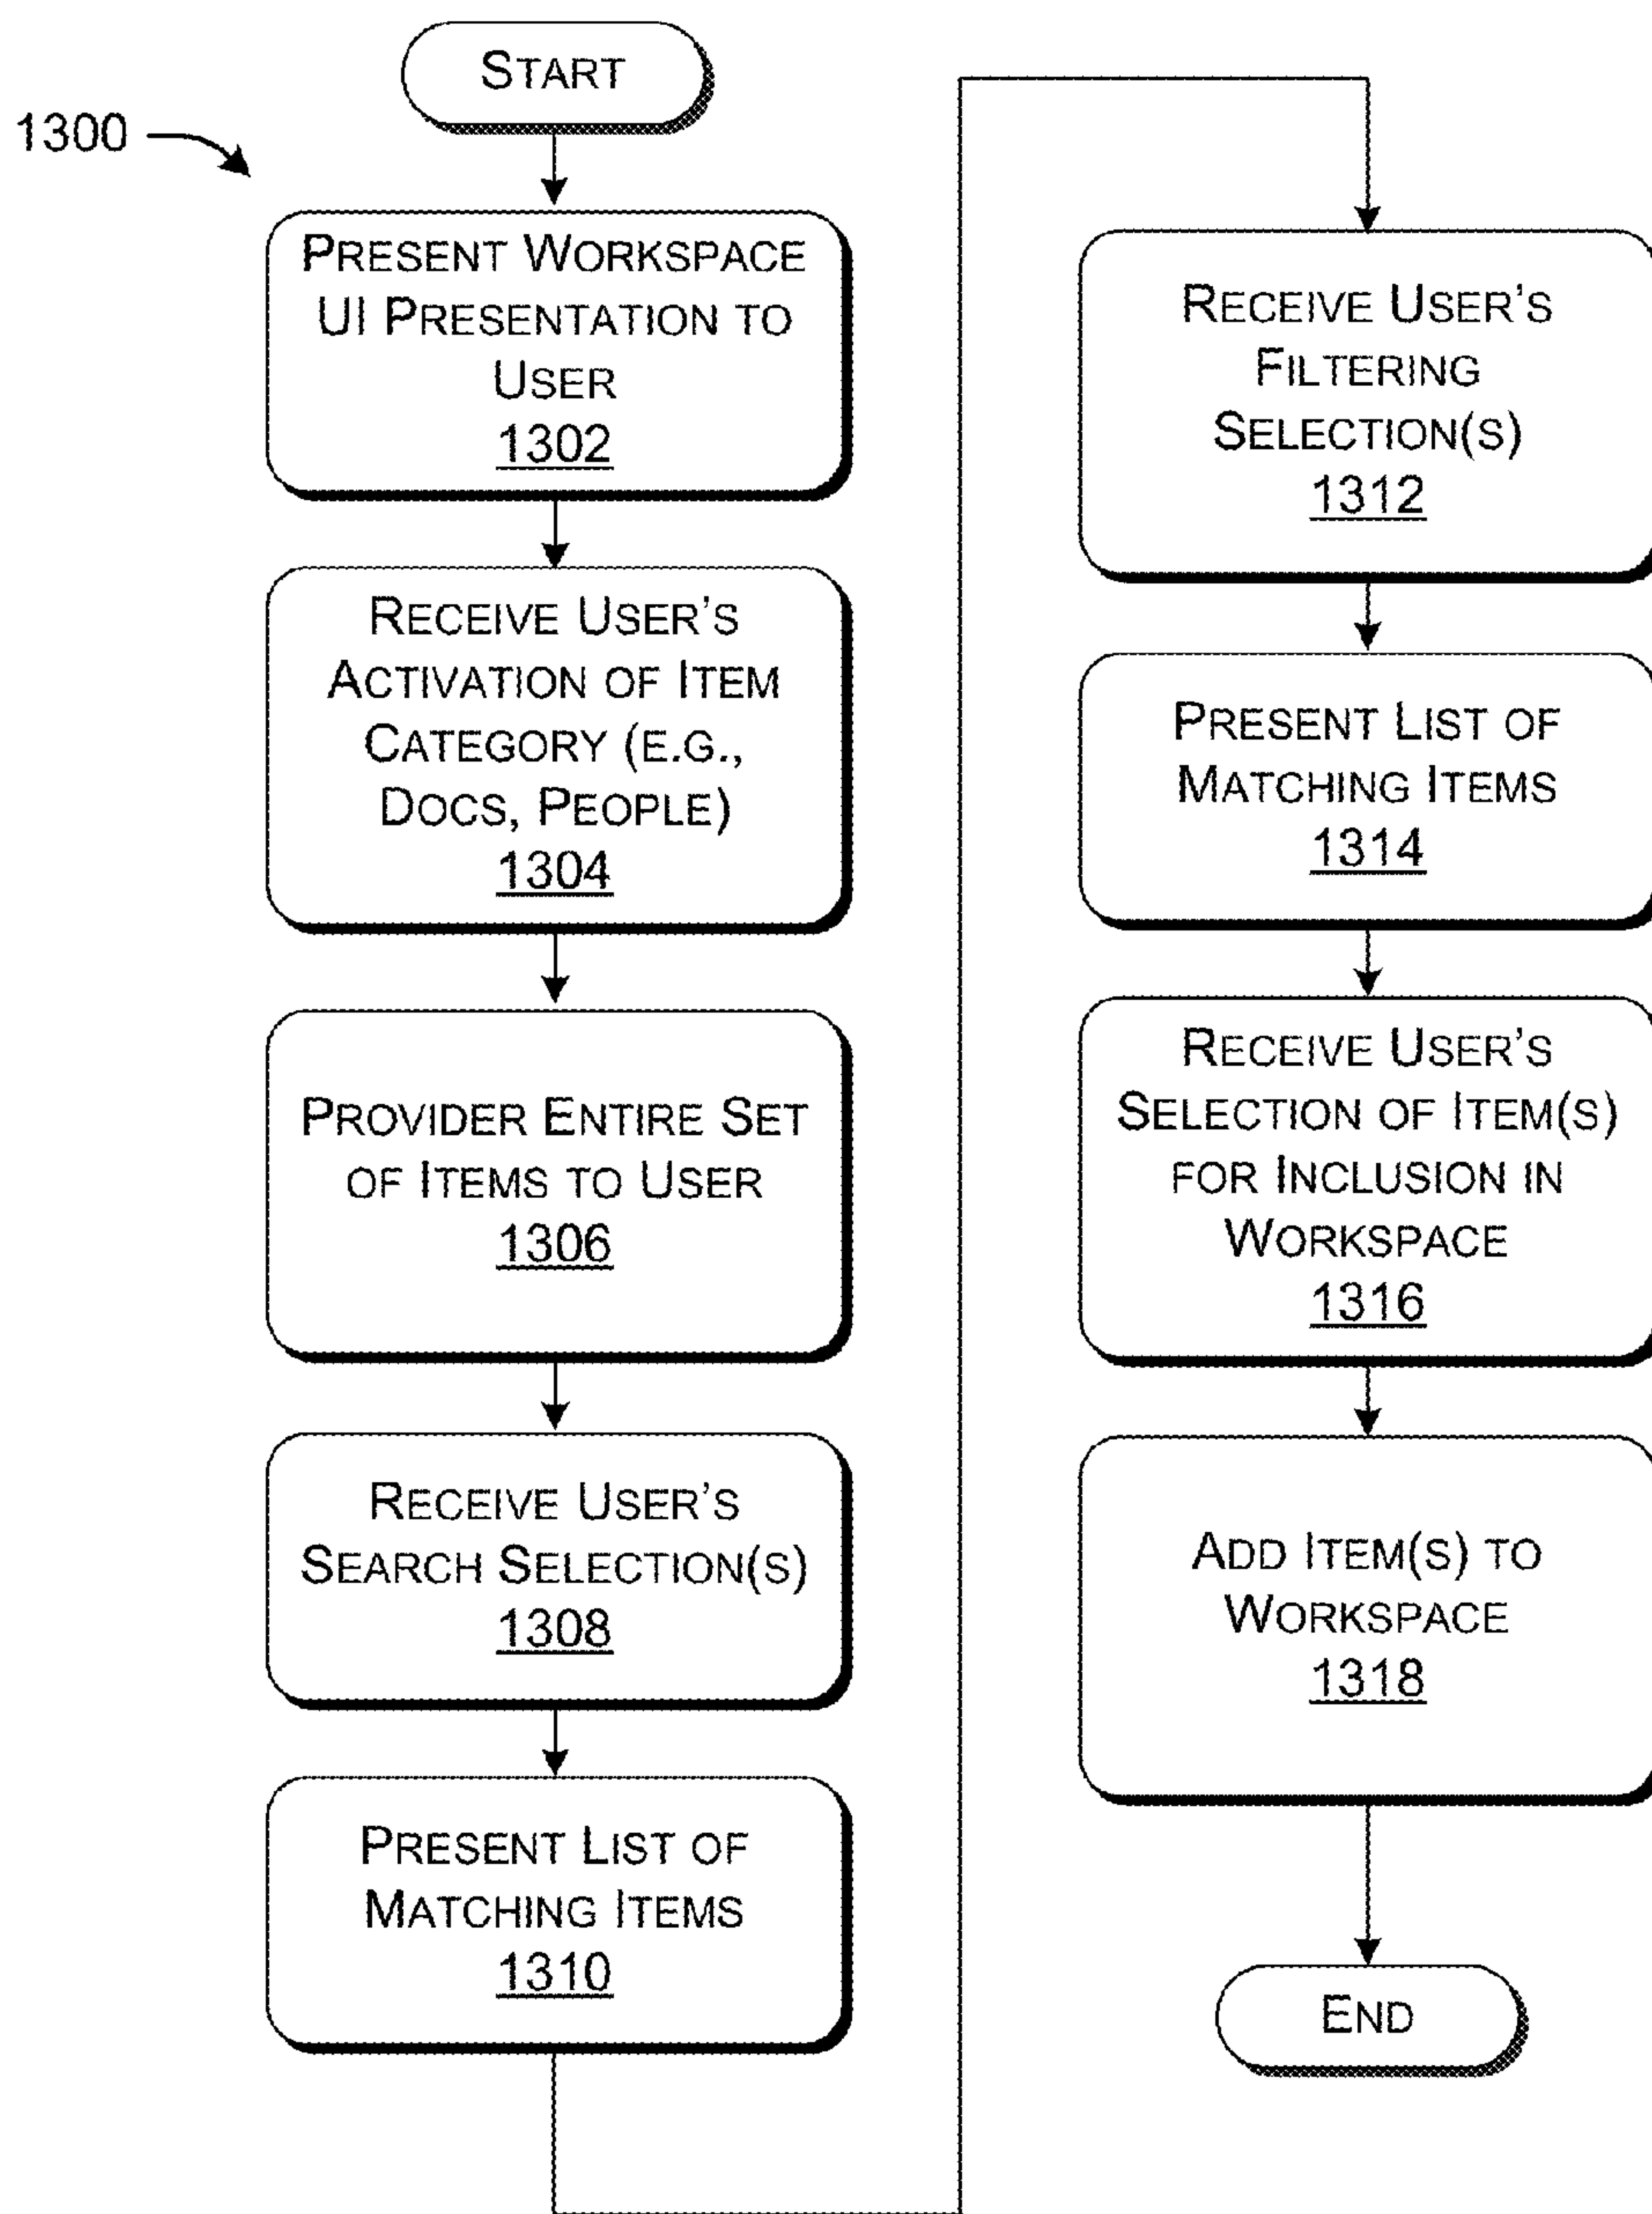 START
1300
PRESENT WORKSPACE
UI PRESENTATION TO
USER
1302
RECEIVE USER'S
ACTIVATION OF ITEM
CATEGORY (E.G.,
DOCS, PEOPLE)
1304
PROVIDER ENTIRE SET
OF ITEMS TO USER
1306
RECEIVE USER'S
SEARCH SELECTION(S)
1308
PRESENT LIST OF
MATCHING ITEMS
1310
RECEIVE USER'S
FILTERING
SELECTION(S)
1312
PRESENT LIST OF
MATCHING ITEMS
1314
RECEIVE USER'S
SELECTION OF ITEM(S)
FOR INCLUSION IN
WORKSPACE
1316
ADD ITEM(S) TO
WORKSPACE
1318
END